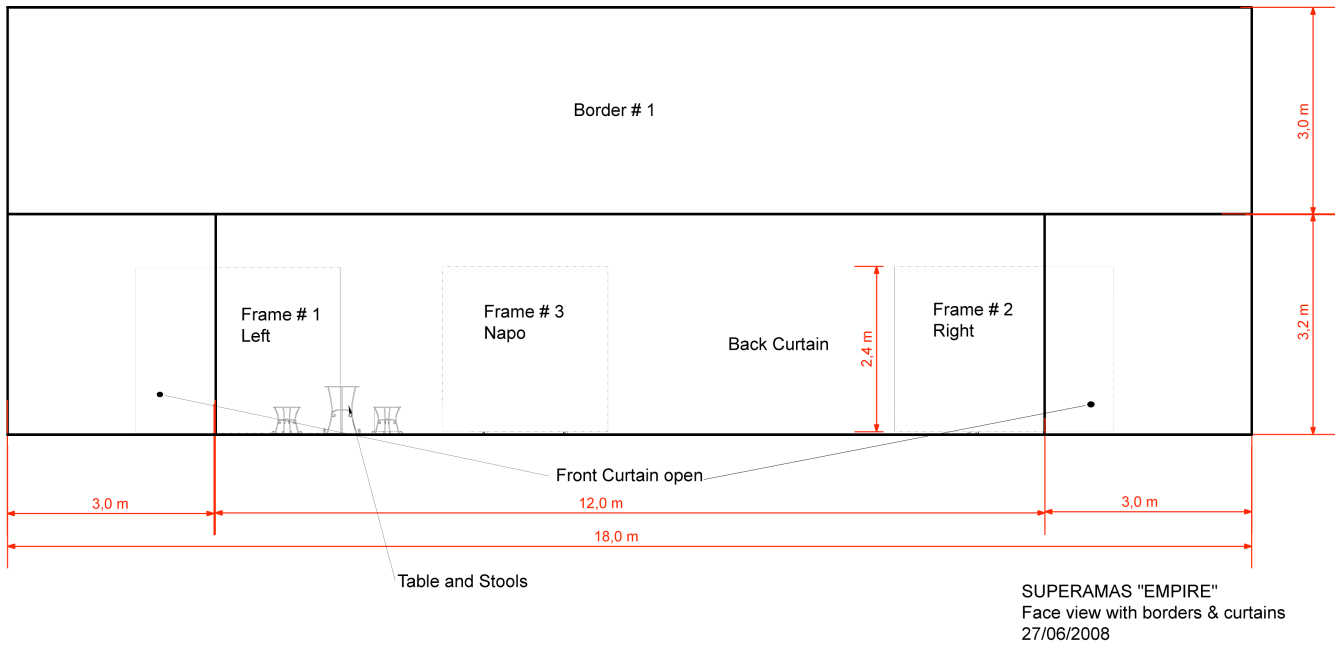 Border # 1
3,0 m
Frame # 1
Left
Frame # 3
Napo
Back Curtain
2,4 m
Frame # 2
Right
3,2 m
Front Curtain open
3,0 m
12,0 m
3,0 m
18,0 m
Table and Stools
SUPERAMAS "EMPIRE"
Face view with borders & curtains
27/06/2008